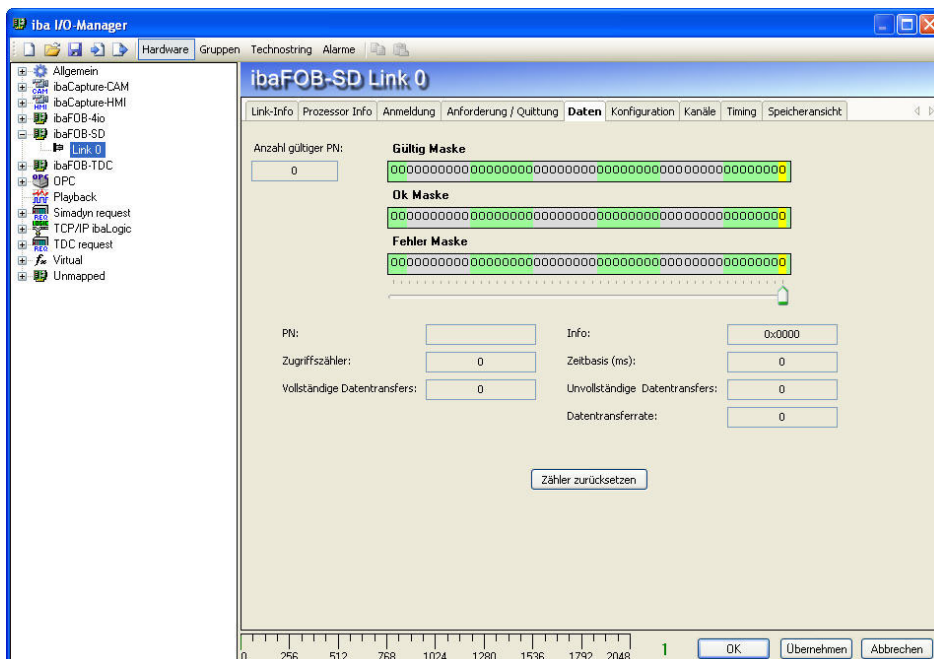 iba I/O-Manager
Hardware Gruppen Technostring Alarme
Allgemein
ibaCapture-CAM
ibaCapture-HMI
ibaFOB-4io
ibaFOB-SD
Link 0
ibaFOB-TDC
OPC
Playback
Simadyn request
TCP/IP ibaLogic
TDC request
Virtual
Unmapped
ibaFOB-SD Link 0
Link-Info Prozessor Info Anmeldung Anforderung / Quittung Daten Konfiguration Kanäle Timing Speicheransicht
Anzahl gültiger PN:
0
Gültig Maske
00000000000000000000000000000000000000000000000000
Ok Maske
00000000000000000000000000000000000000000000000000
Fehler Maske
00000000000000000000000000000000000000000000000000
PN:
Info: 0x0000
Zugriffszähler: 0
Zeitbasis (ms): 0
Vollständige Datentransfers: 0
Unvollständige Datentransfers: 0
Datentransferrate: 0
Zähler zurücksetzen
0 256 512 768 1024 1280 1536 1792 2048
1
OK Übernehmen Abbrechen